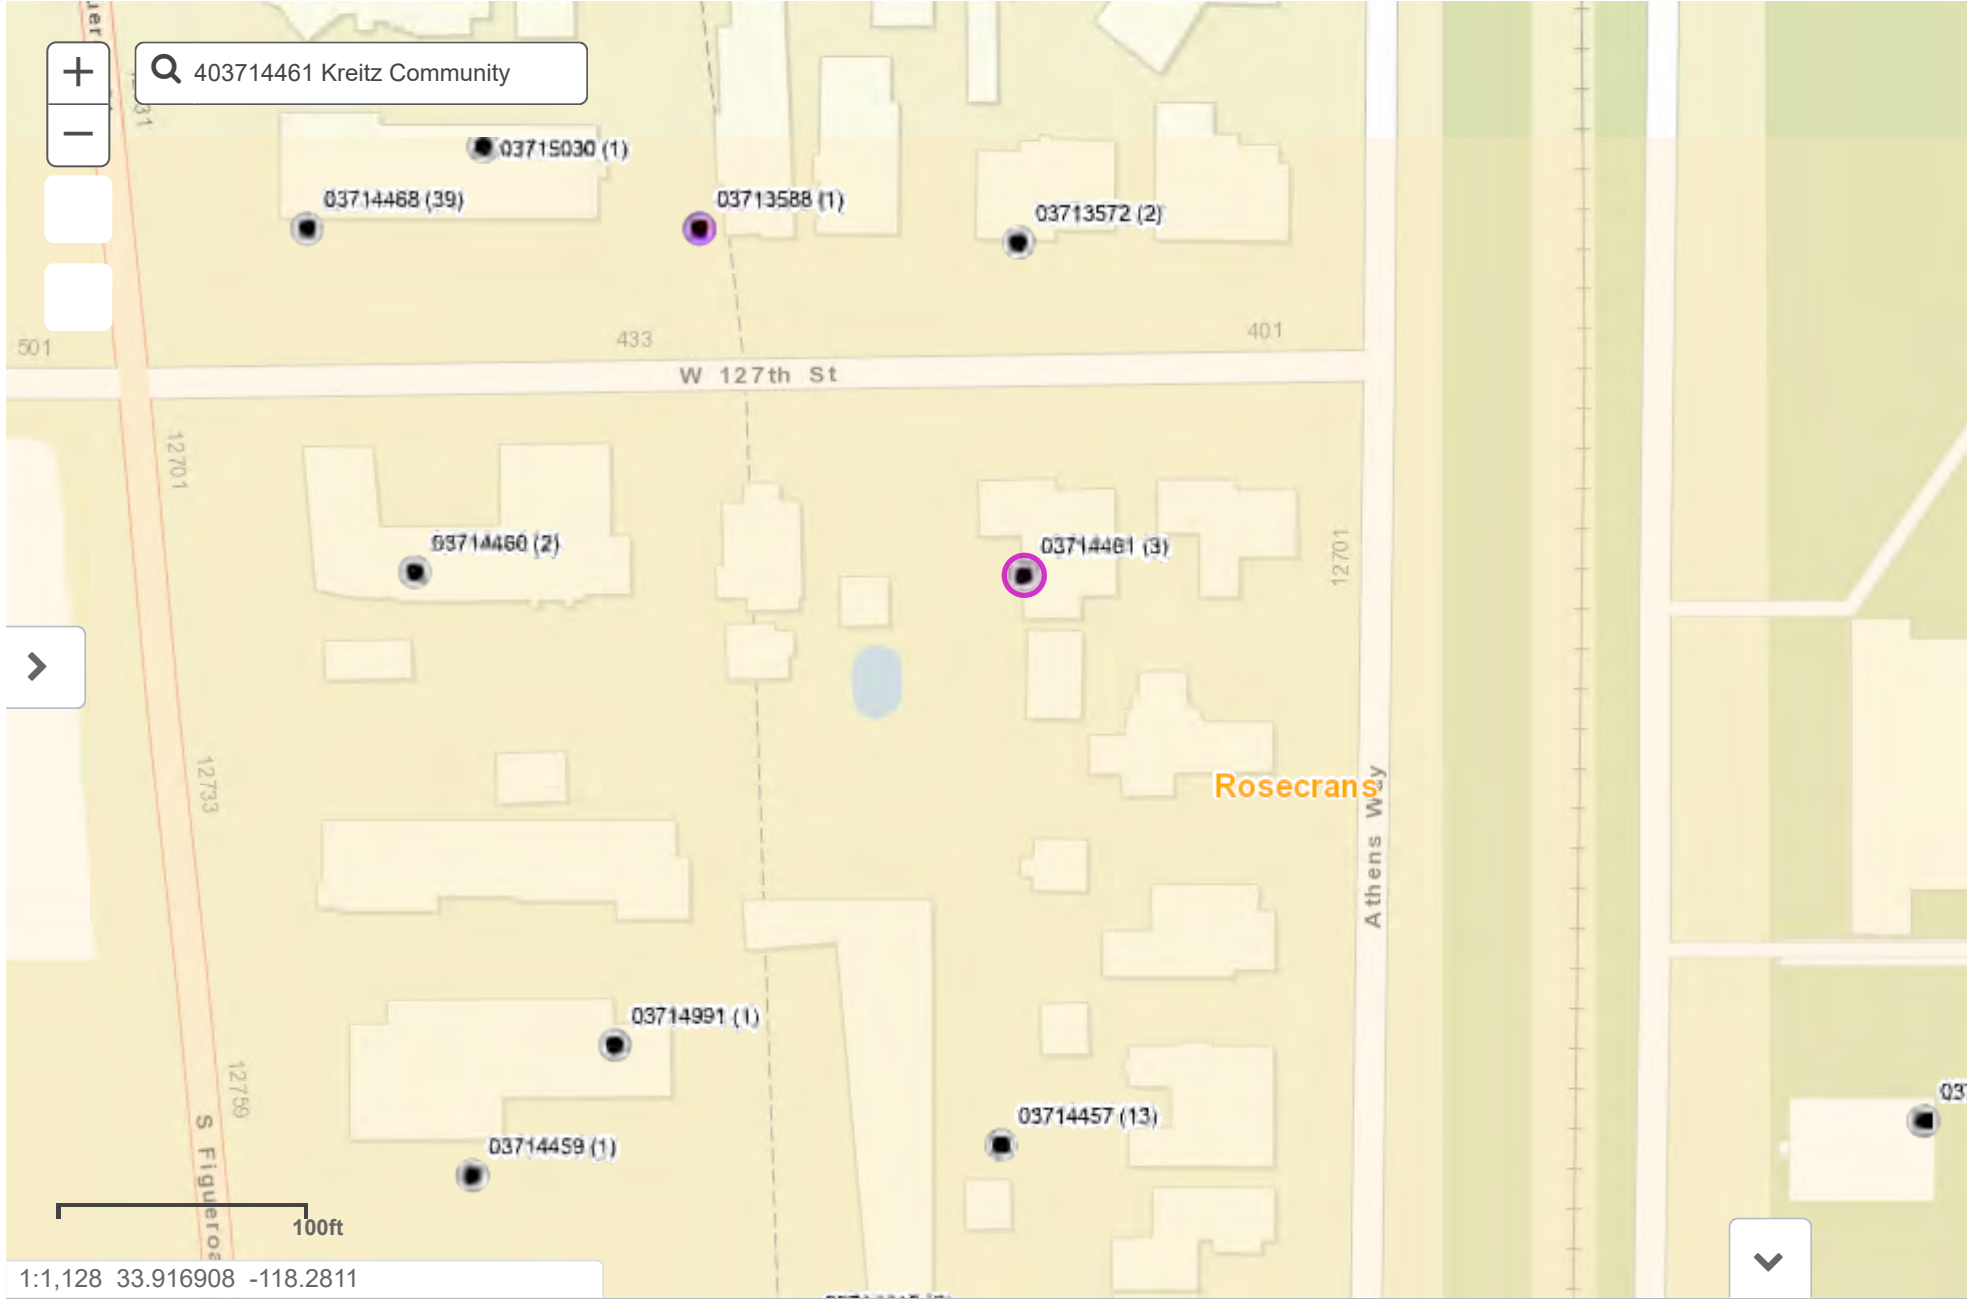 403714461 Kreitz Community
03715030 (1)
03714468 (39)
03713588 (1)
03713572 (2)
501
433
401
W 127th St
12701
03714460 (2)
03714461 (3)
12701
12733
Rosecrans
Athens Way
03714991 (1)
12759
03714457 (13)
03714459 (1)
S Figueroa
100ft
1:1,128 33.916908 -118.2811